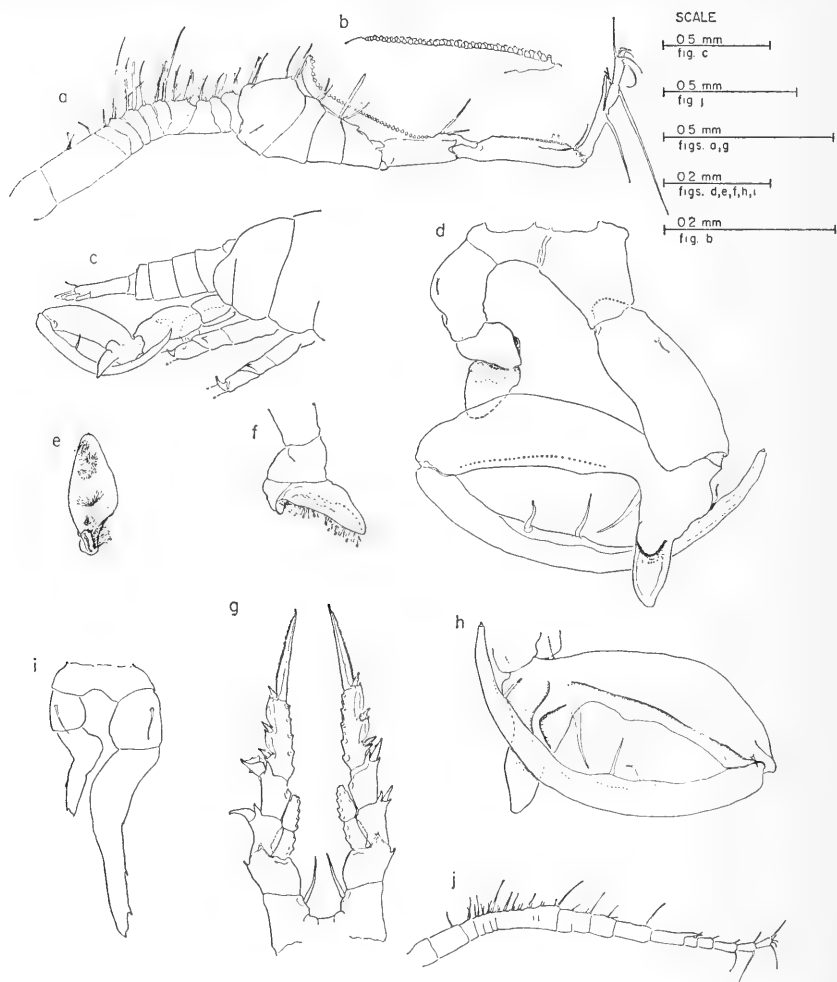 SCALE
b
0.5 mm
fig. c
a
0.5 mm
fig j
0.5 mm
figs. a,g
0.2 mm
figs. d,e,f,h,i
0.2 mm
fig. b
c
d
e
f
g
h
i
j